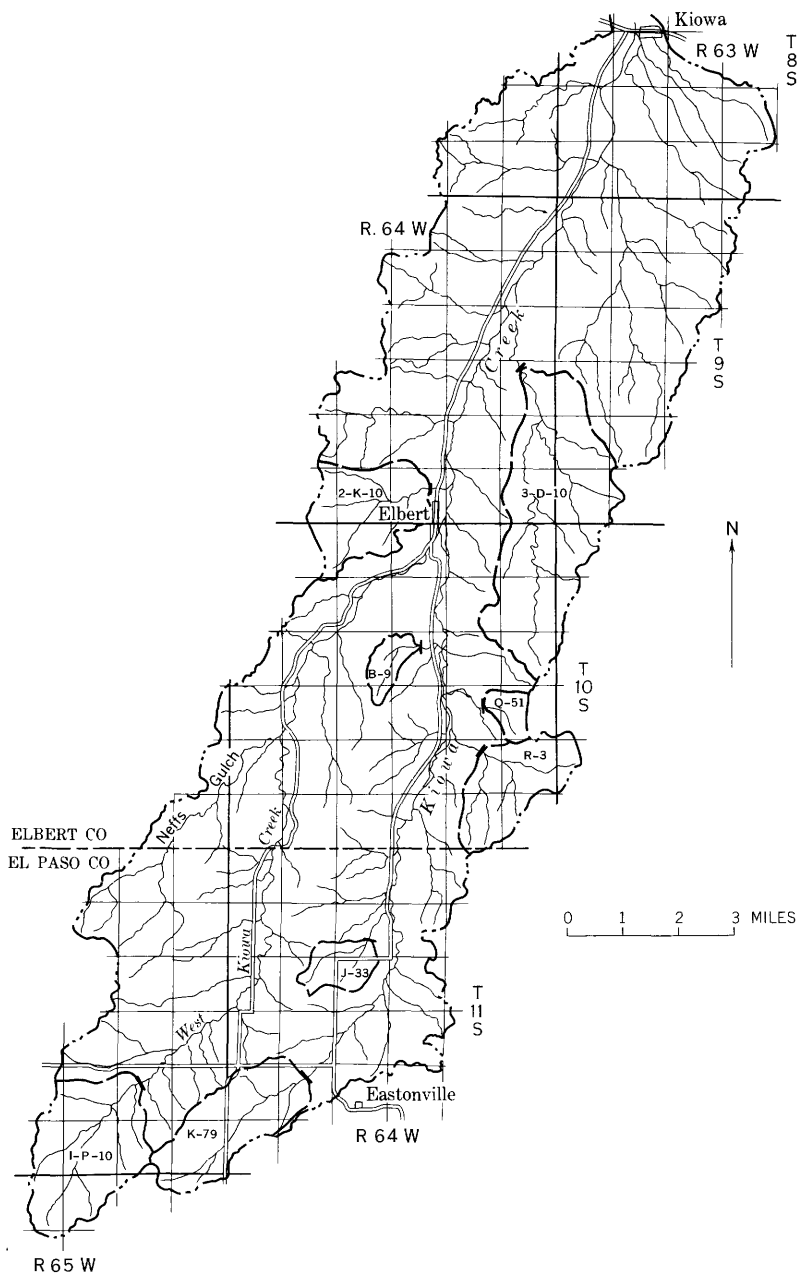 Kiowa
R 63 W
T
8
S
R. 64 W
Creek
T
9
S
2-K-10
3-D-10
Elbert
N
B-9
T
10
S
O-51
R-3
Neffs Gulch
Kiowa
Creek
ELBERT CO
EL PASO CO
0 1 2 3 MILES
Kiowa
J-33
T
11
S
West
Eastonville
R 64 W
K-79
I-P-10
R 65 W